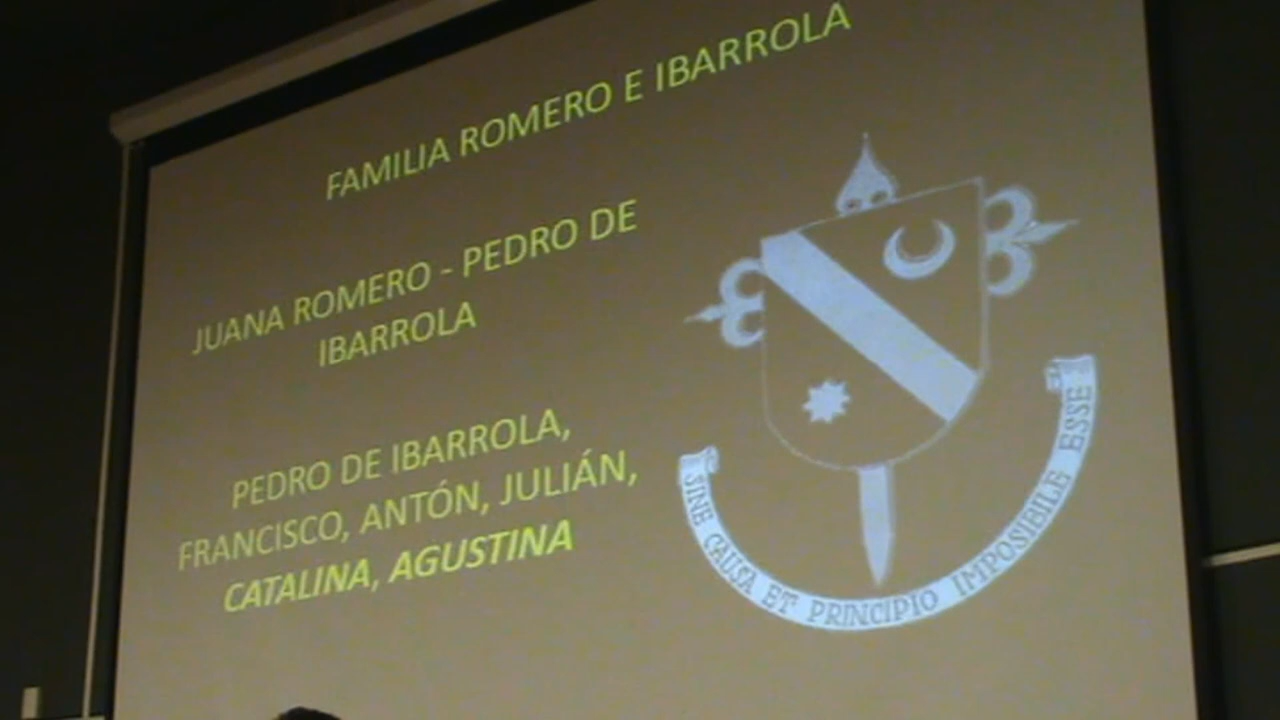 FAMILIA ROMERO E IBARROLA
JUANA ROMERO - PEDRO DE
IBARROLA
PEDRO DE IBARROLA,
FRANCISCO, ANTÓN, JULIÁN,
CATALINA, AGUSTINA
SINE CAUSA ET PRINCIPIO IMPOSIBILE ESSE